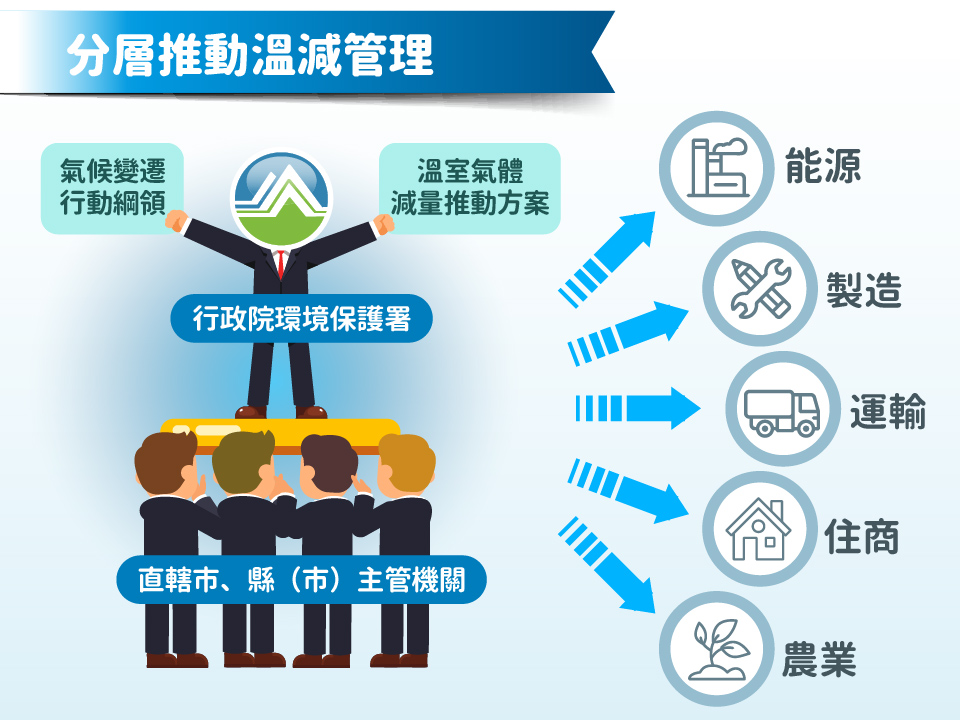 分層推動溫減管理
氣候變遷
行動綱領
溫室氣體
減量推動方案
行政院環境保護署
直轄市、縣（市）主管機關
能源
製造
運輸
住商
農業